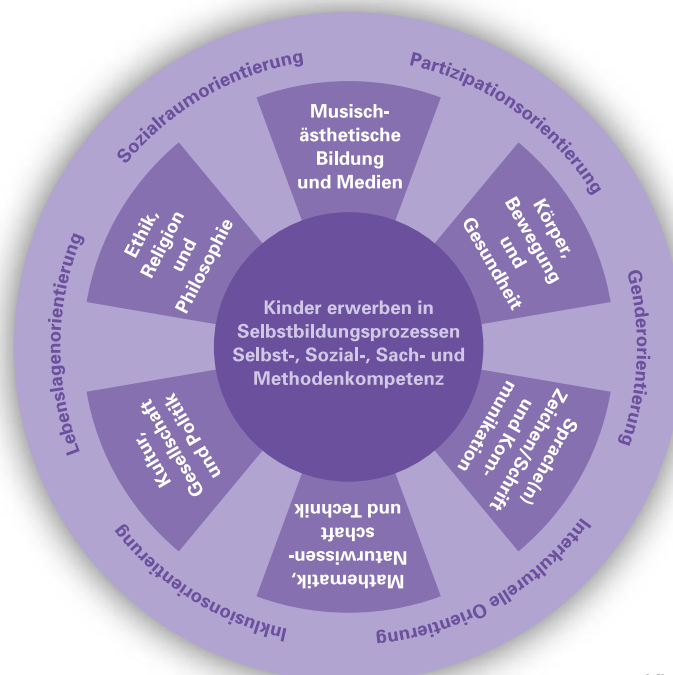 Sozialraumorientierung
Partizipationsorientierung
Genderorientierung
Interkulturelle Orientierung
Inklusionsorientierung
Lebenslagenorientierung
Musisch-
ästhetische
Bildung
und Medien
Körper,
Bewegung
und
Gesundheit
Sprache(n)
Zeichen/Schrift
und Kom-
munikation
Mathematik,
Naturwissen-
schaft
und Technik
Kultur,
Gesellschaft
und Politik
Ethik,
Religion
und
Philosophie
Kinder erwerben in
Selbstbildungsprozessen
Selbst-, Sozial-, Sach- und
Methodenkompetenz